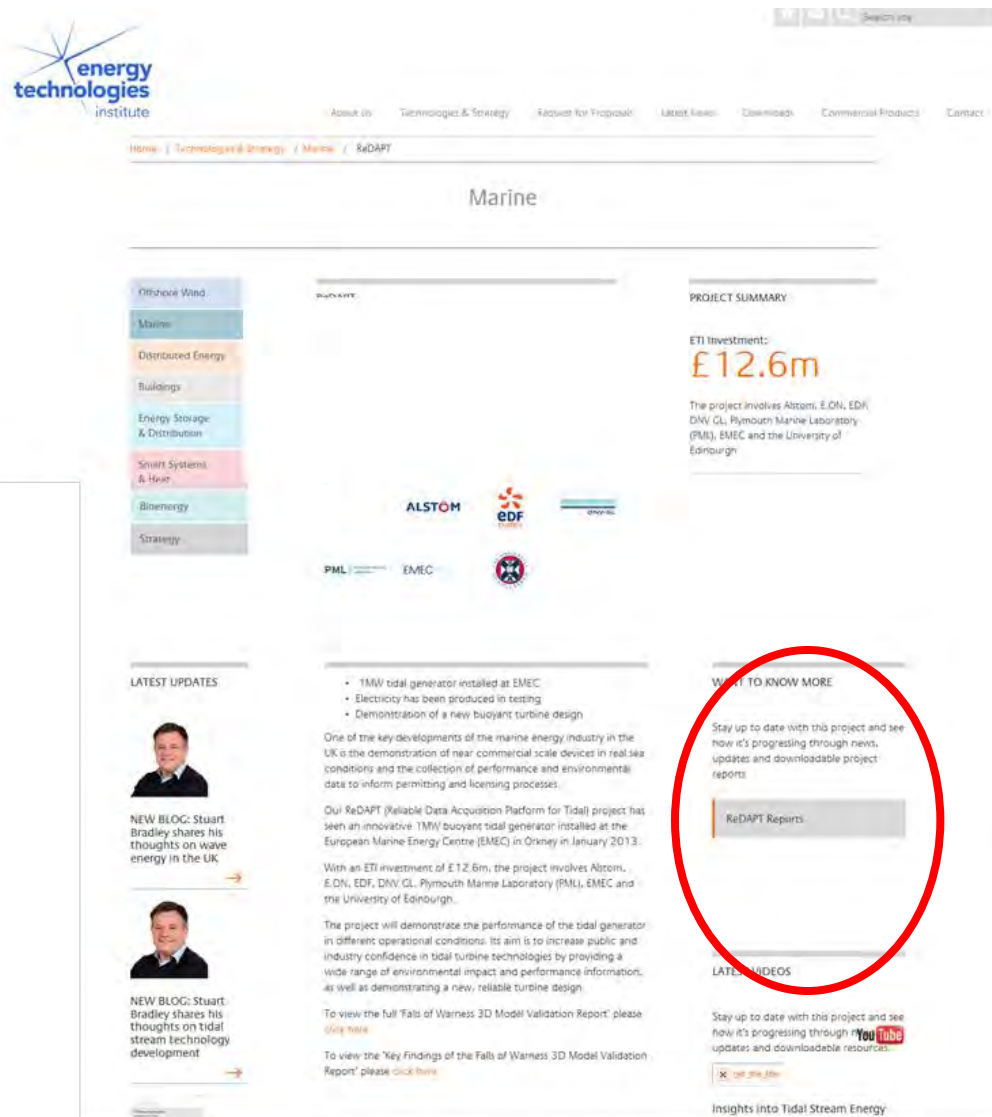 Search site
energy
technologies
institute
About Us Technologies & Strategy Request for Proposals Latest News Downloads Commercial Products Contact
Home / Technologies & Strategy / Marine / ReDAPT
Marine
Offshore Wind
Marine
Distributed Energy
Buildings
Energy Storage
& Distribution
Smart Systems
& Heat
Bioenergy
Strategy
ReDAPT
ALSTOM
eDF
DNV·GL
PML
EMEC
PROJECT SUMMARY
ETI Investment:
£12.6m
The project involves Alstom, E.ON, EDF,
DNV GL, Plymouth Marine Laboratory
(PML), EMEC and the University of
Edinburgh
LATEST UPDATES
NEW BLOG: Stuart
Bradley shares his
thoughts on wave
energy in the UK
NEW BLOG: Stuart
Bradley shares his
thoughts on tidal
stream technology
development
• 1MW tidal generator installed at EMEC
• Electricity has been produced in testing
• Demonstration of a new buoyant turbine design
One of the key developments of the marine energy industry in the
UK is the demonstration of near commercial scale devices in real sea
conditions and the collection of performance and environmental
data to inform permitting and licensing processes.
Our ReDAPT (Reliable Data Acquisition Platform for Tidal) project has
seen an innovative 1MW buoyant tidal generator installed at the
European Marine Energy Centre (EMEC) in Orkney in January 2013.
With an ETI investment of £12.6m, the project involves Alstom,
E.ON, EDF, DNV GL, Plymouth Marine Laboratory (PML), EMEC and
the University of Edinburgh.
The project will demonstrate the performance of the tidal generator
in different operational conditions. Its aim is to increase public and
industry confidence in tidal turbine technologies by providing a
wide range of environmental impact and performance information,
as well as demonstrating a new, reliable turbine design.
To view the full 'Falls of Warness 3D Model Validation Report' please
click here
To view the 'Key Findings of the Falls of Warness 3D Model Validation
Report' please click here
WANT TO KNOW MORE
Stay up to date with this project and see
how it's progressing through news,
updates and downloadable project
reports
ReDAPT Reports
LATEST VIDEOS
Stay up to date with this project and see
how it's progressing through
You Tube
updates and downloadable resources.
Insights into Tidal Stream Energy